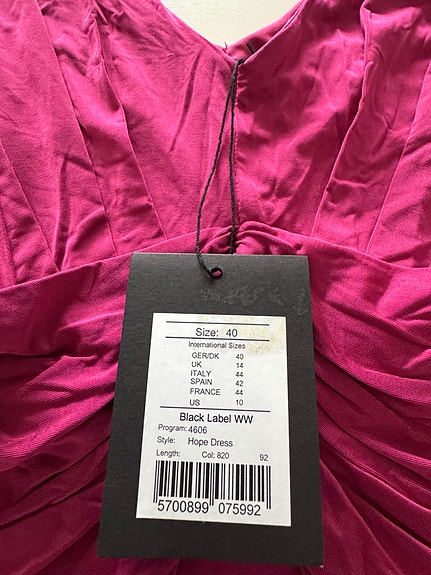 Size: 40
International Sizes
GER/DK 40
UK 14
ITALY 44
SPAIN 42
FRANCE 44
US 10
Black Label WW
Program: 4606
Style: Hope Dress
Length: Col: 820 92
5700899 075992